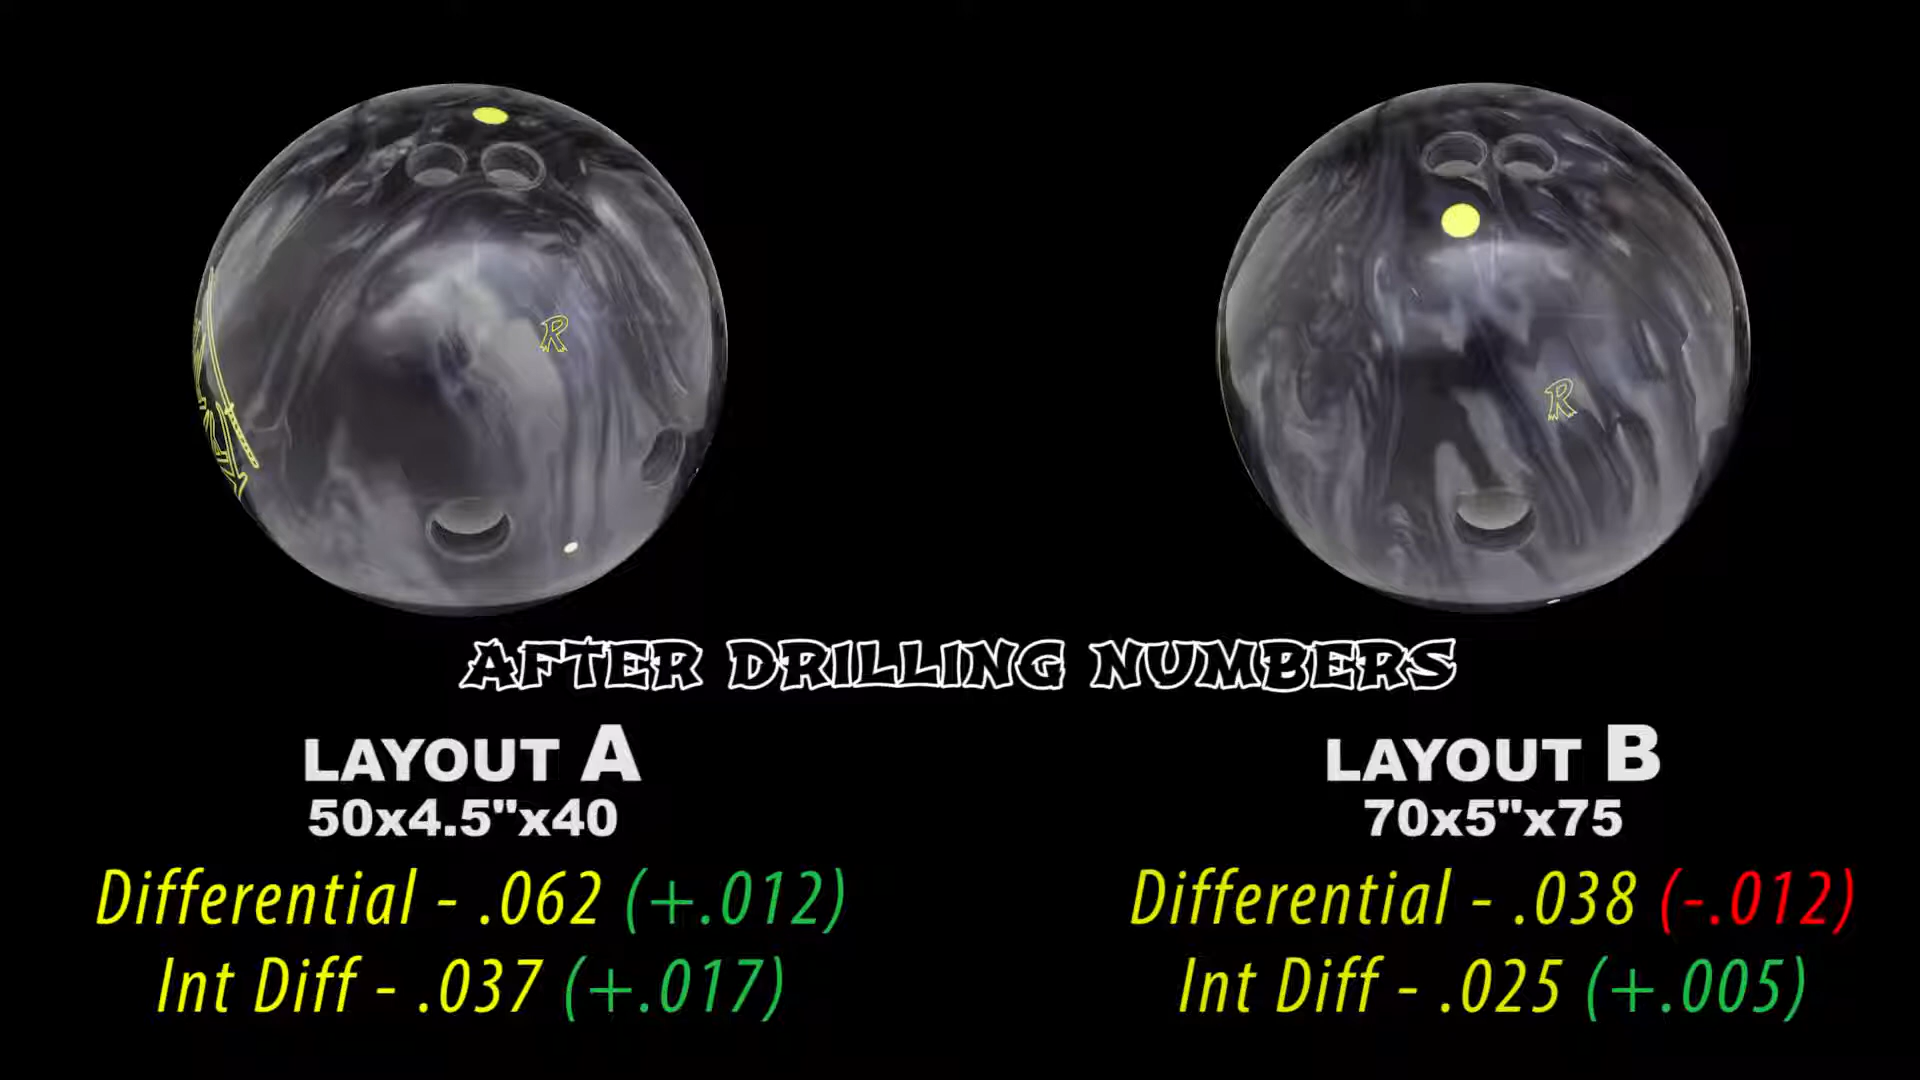 R
R
AFTER DRILLING NUMBERS
LAYOUT A
50x4.5"x40
Differential - .062 (+.012)
Int Diff - .037 (+.017)
LAYOUT B
70x5"x75
Differential - .038 (-.012)
Int Diff - .025 (+.005)